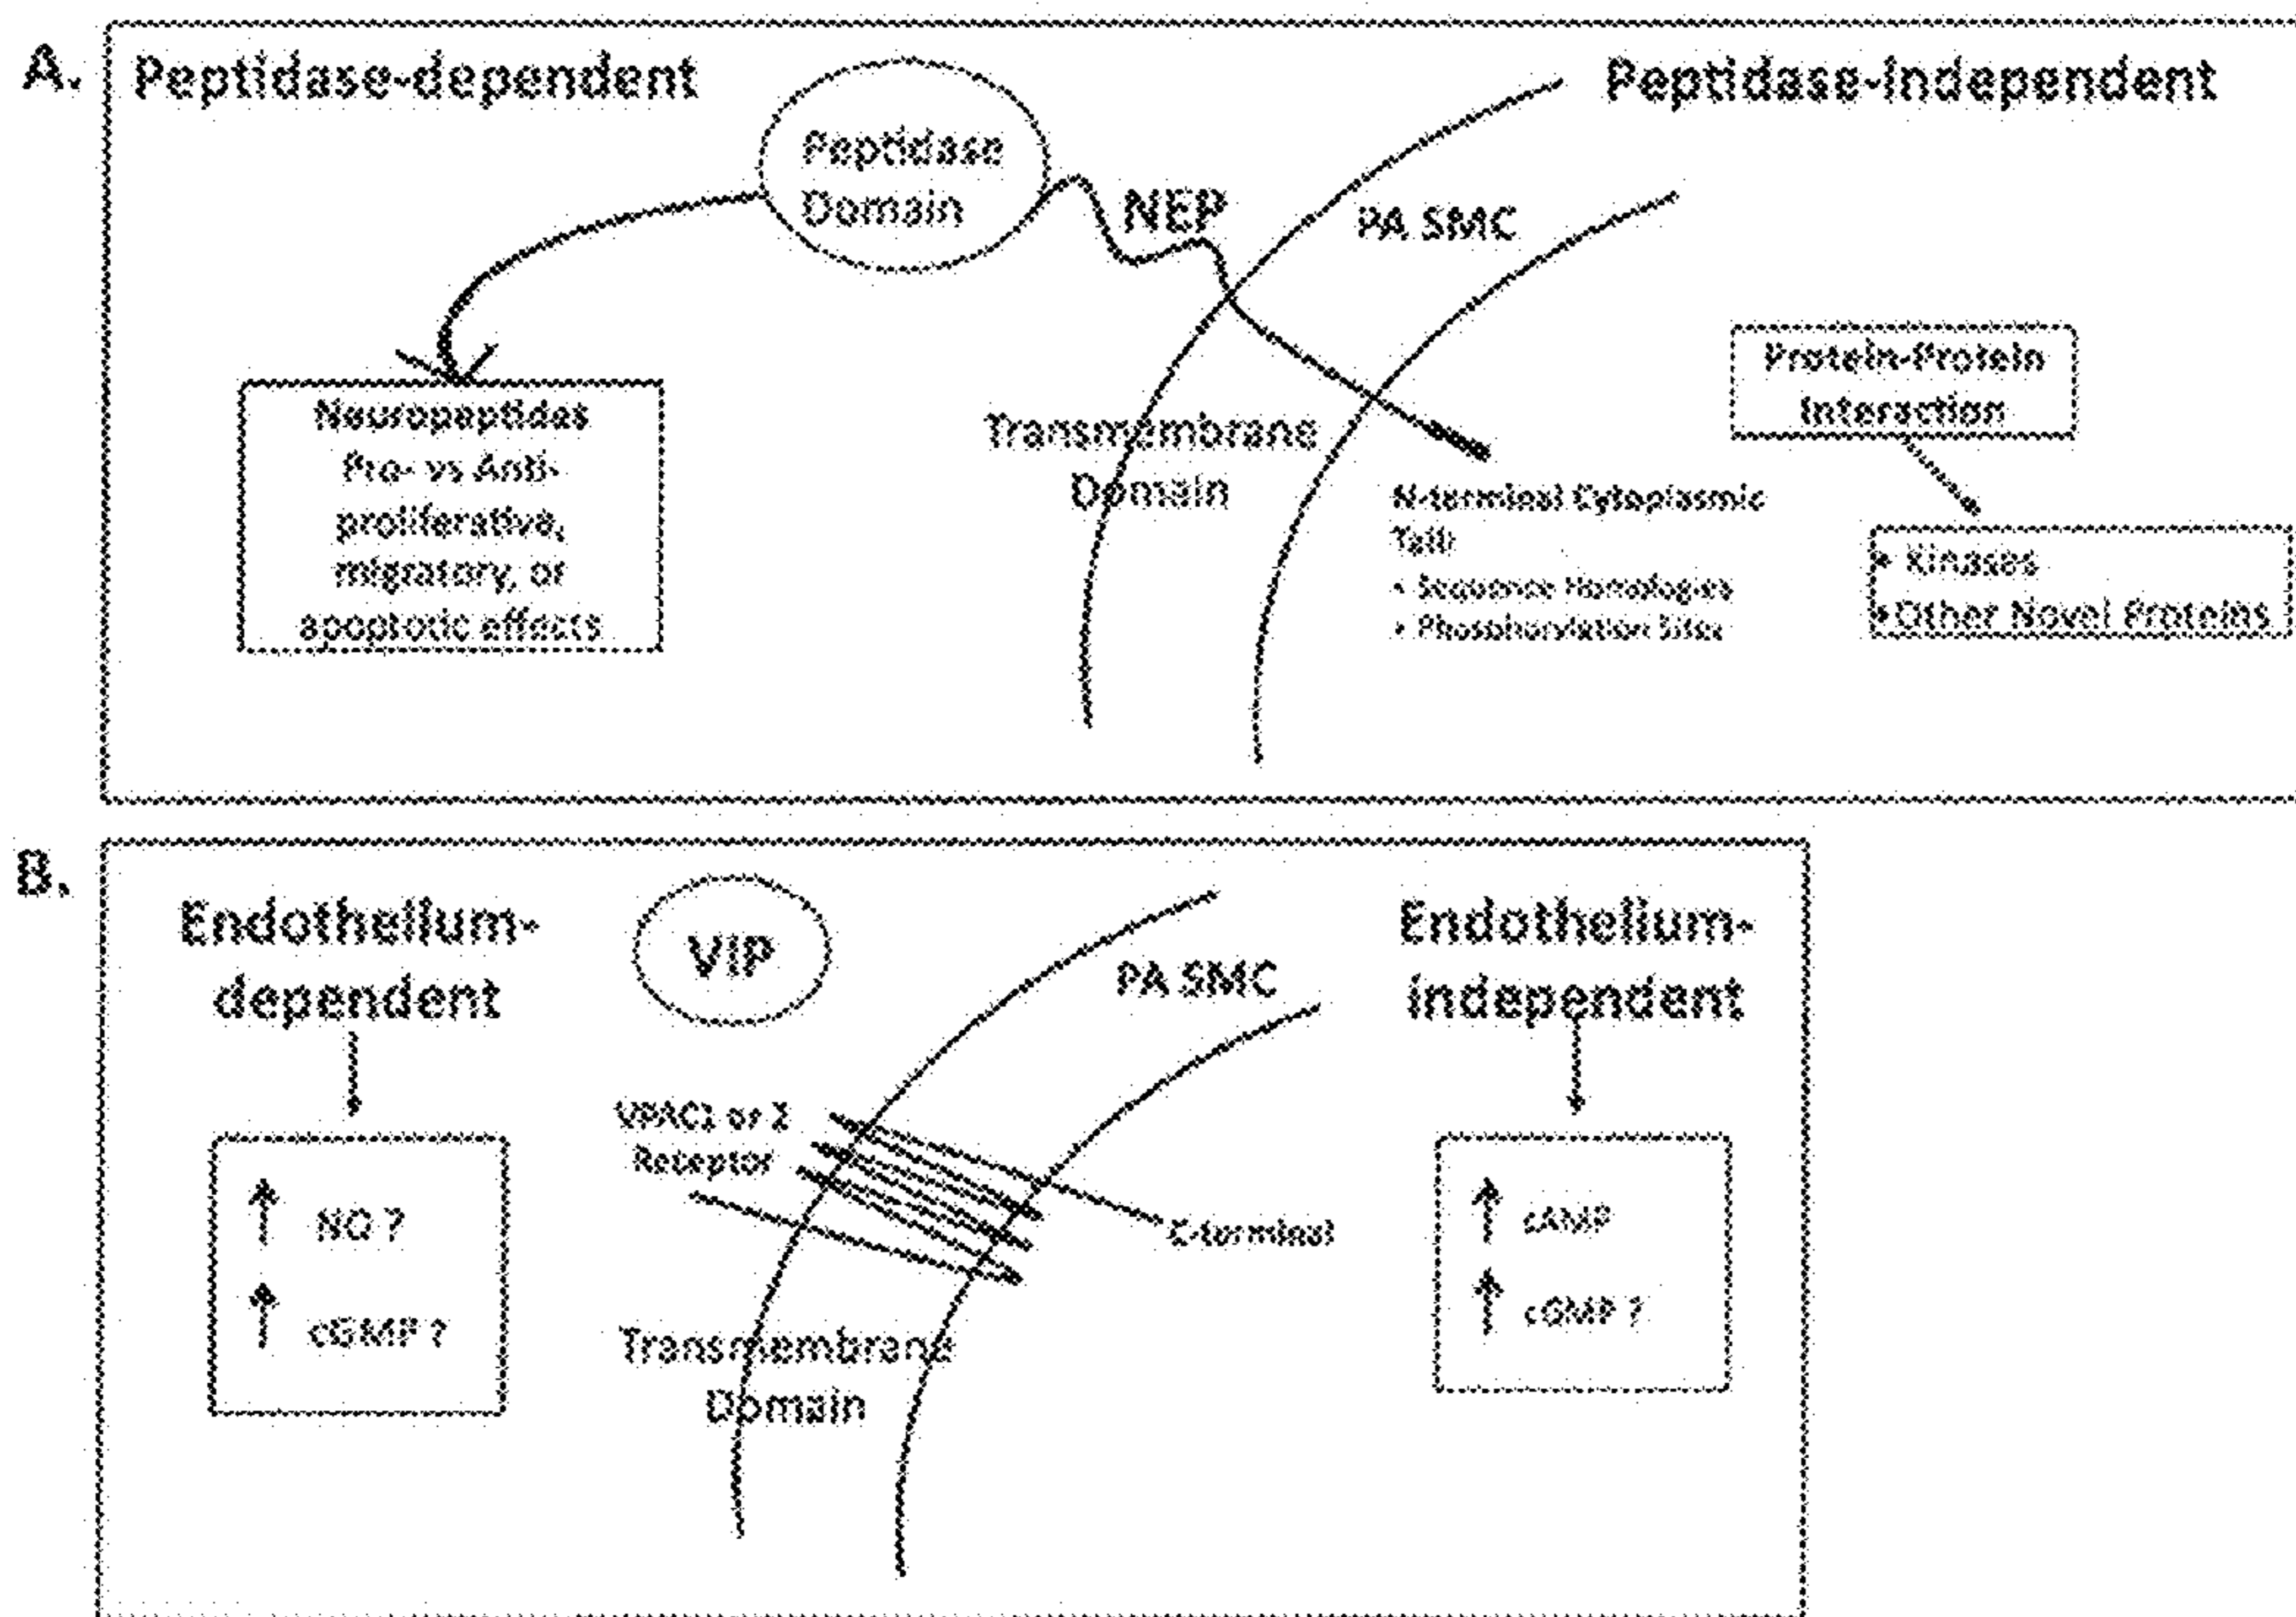 A.
Peptidase-dependent
Peptidase-independent
Peptidase
Domain
NEP
PA SMC
Neuropeptides
Pro- vs Anti-
proliferative,
migratory, or
apoptotic effects
Transmembrane
Domain
Protein-Protein
Interaction
N-terminal Cytoplasmic
Tail:
• Sequence Homologies
• Phosphorylation Sites
• Kinases
•Other Novel Proteins
B.
Endothelium-
dependent
VIP
PA SMC
Endothelium-
independent
VPAC1 or 2
Receptor
C-terminal
↑ NO ?
↑ cGMP ?
↑ cAMP
↑ cGMP ?
Transmembrane
Domain